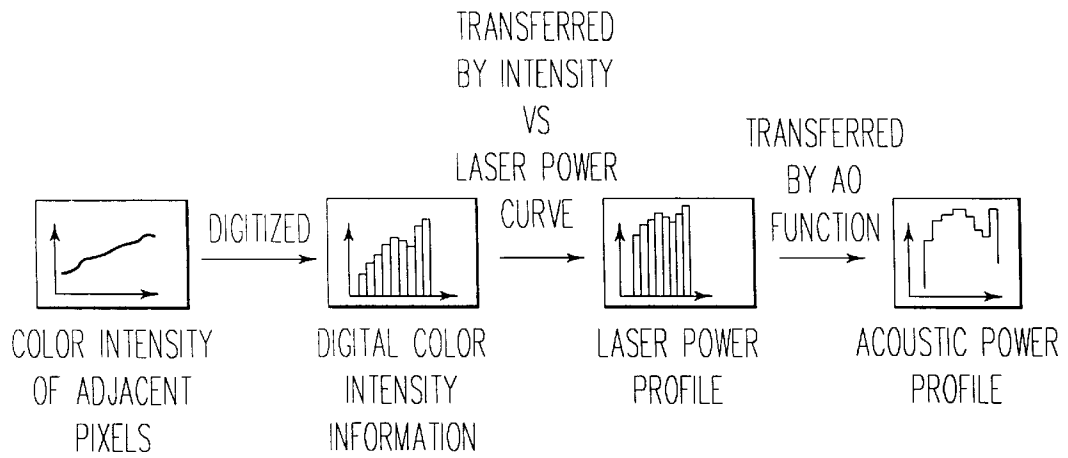 TRANSFERRED
BY INTENSITY
VS
LASER POWER
CURVE
TRANSFERRED
BY AO
FUNCTION
DIGITIZED
COLOR INTENSITY
OF ADJACENT
PIXELS
DIGITAL COLOR
INTENSITY
INFORMATION
LASER POWER
PROFILE
ACOUSTIC POWER
PROFILE